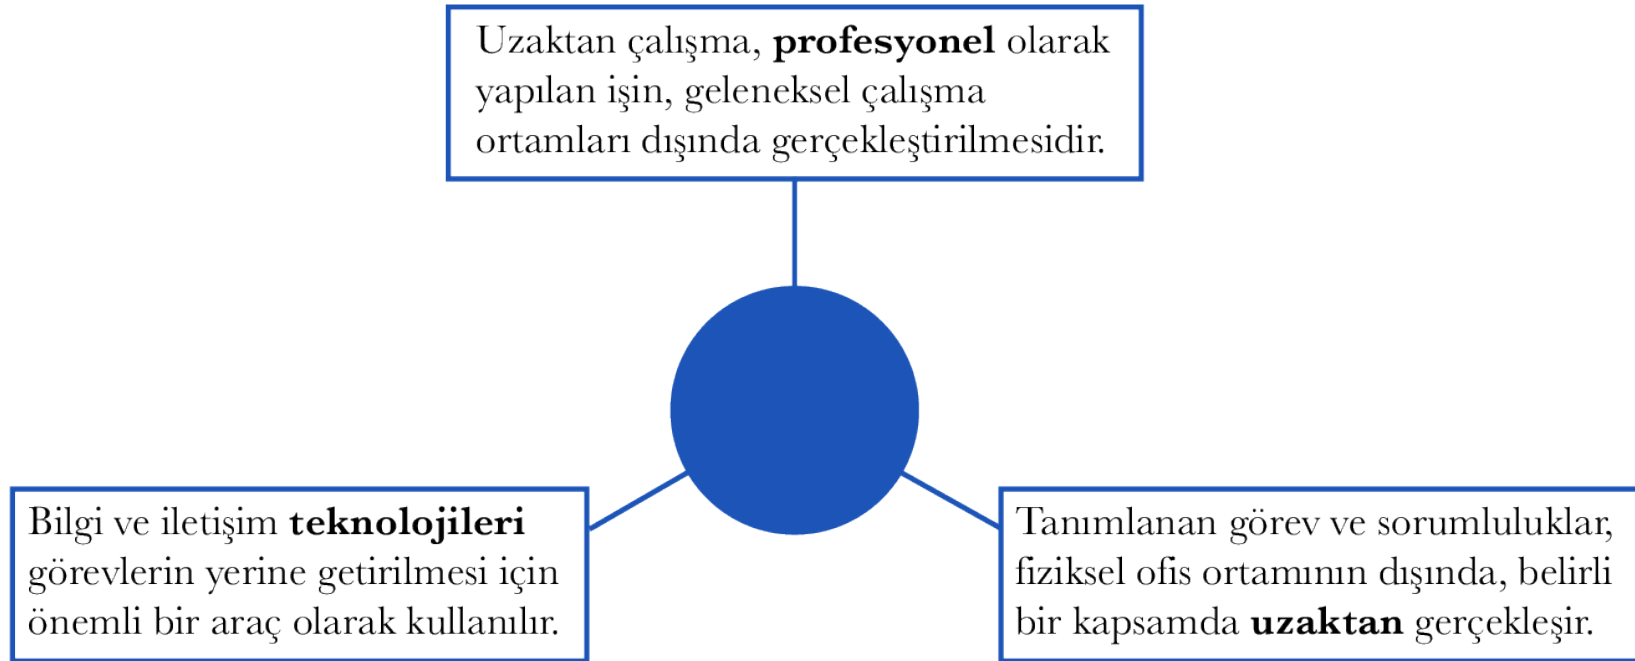 Uzaktan çalışma, profesyonel olarak
yapılan işin, geleneksel çalışma
ortamları dışında gerçekleştirilmesidir.
Bilgi ve iletişim teknolojileri
görevlerin yerine getirilmesi için
önemli bir araç olarak kullanılır.
Tanımlanan görev ve sorumluluklar,
fiziksel ofis ortamının dışında, belirli
bir kapsamda uzaktan gerçekleşir.